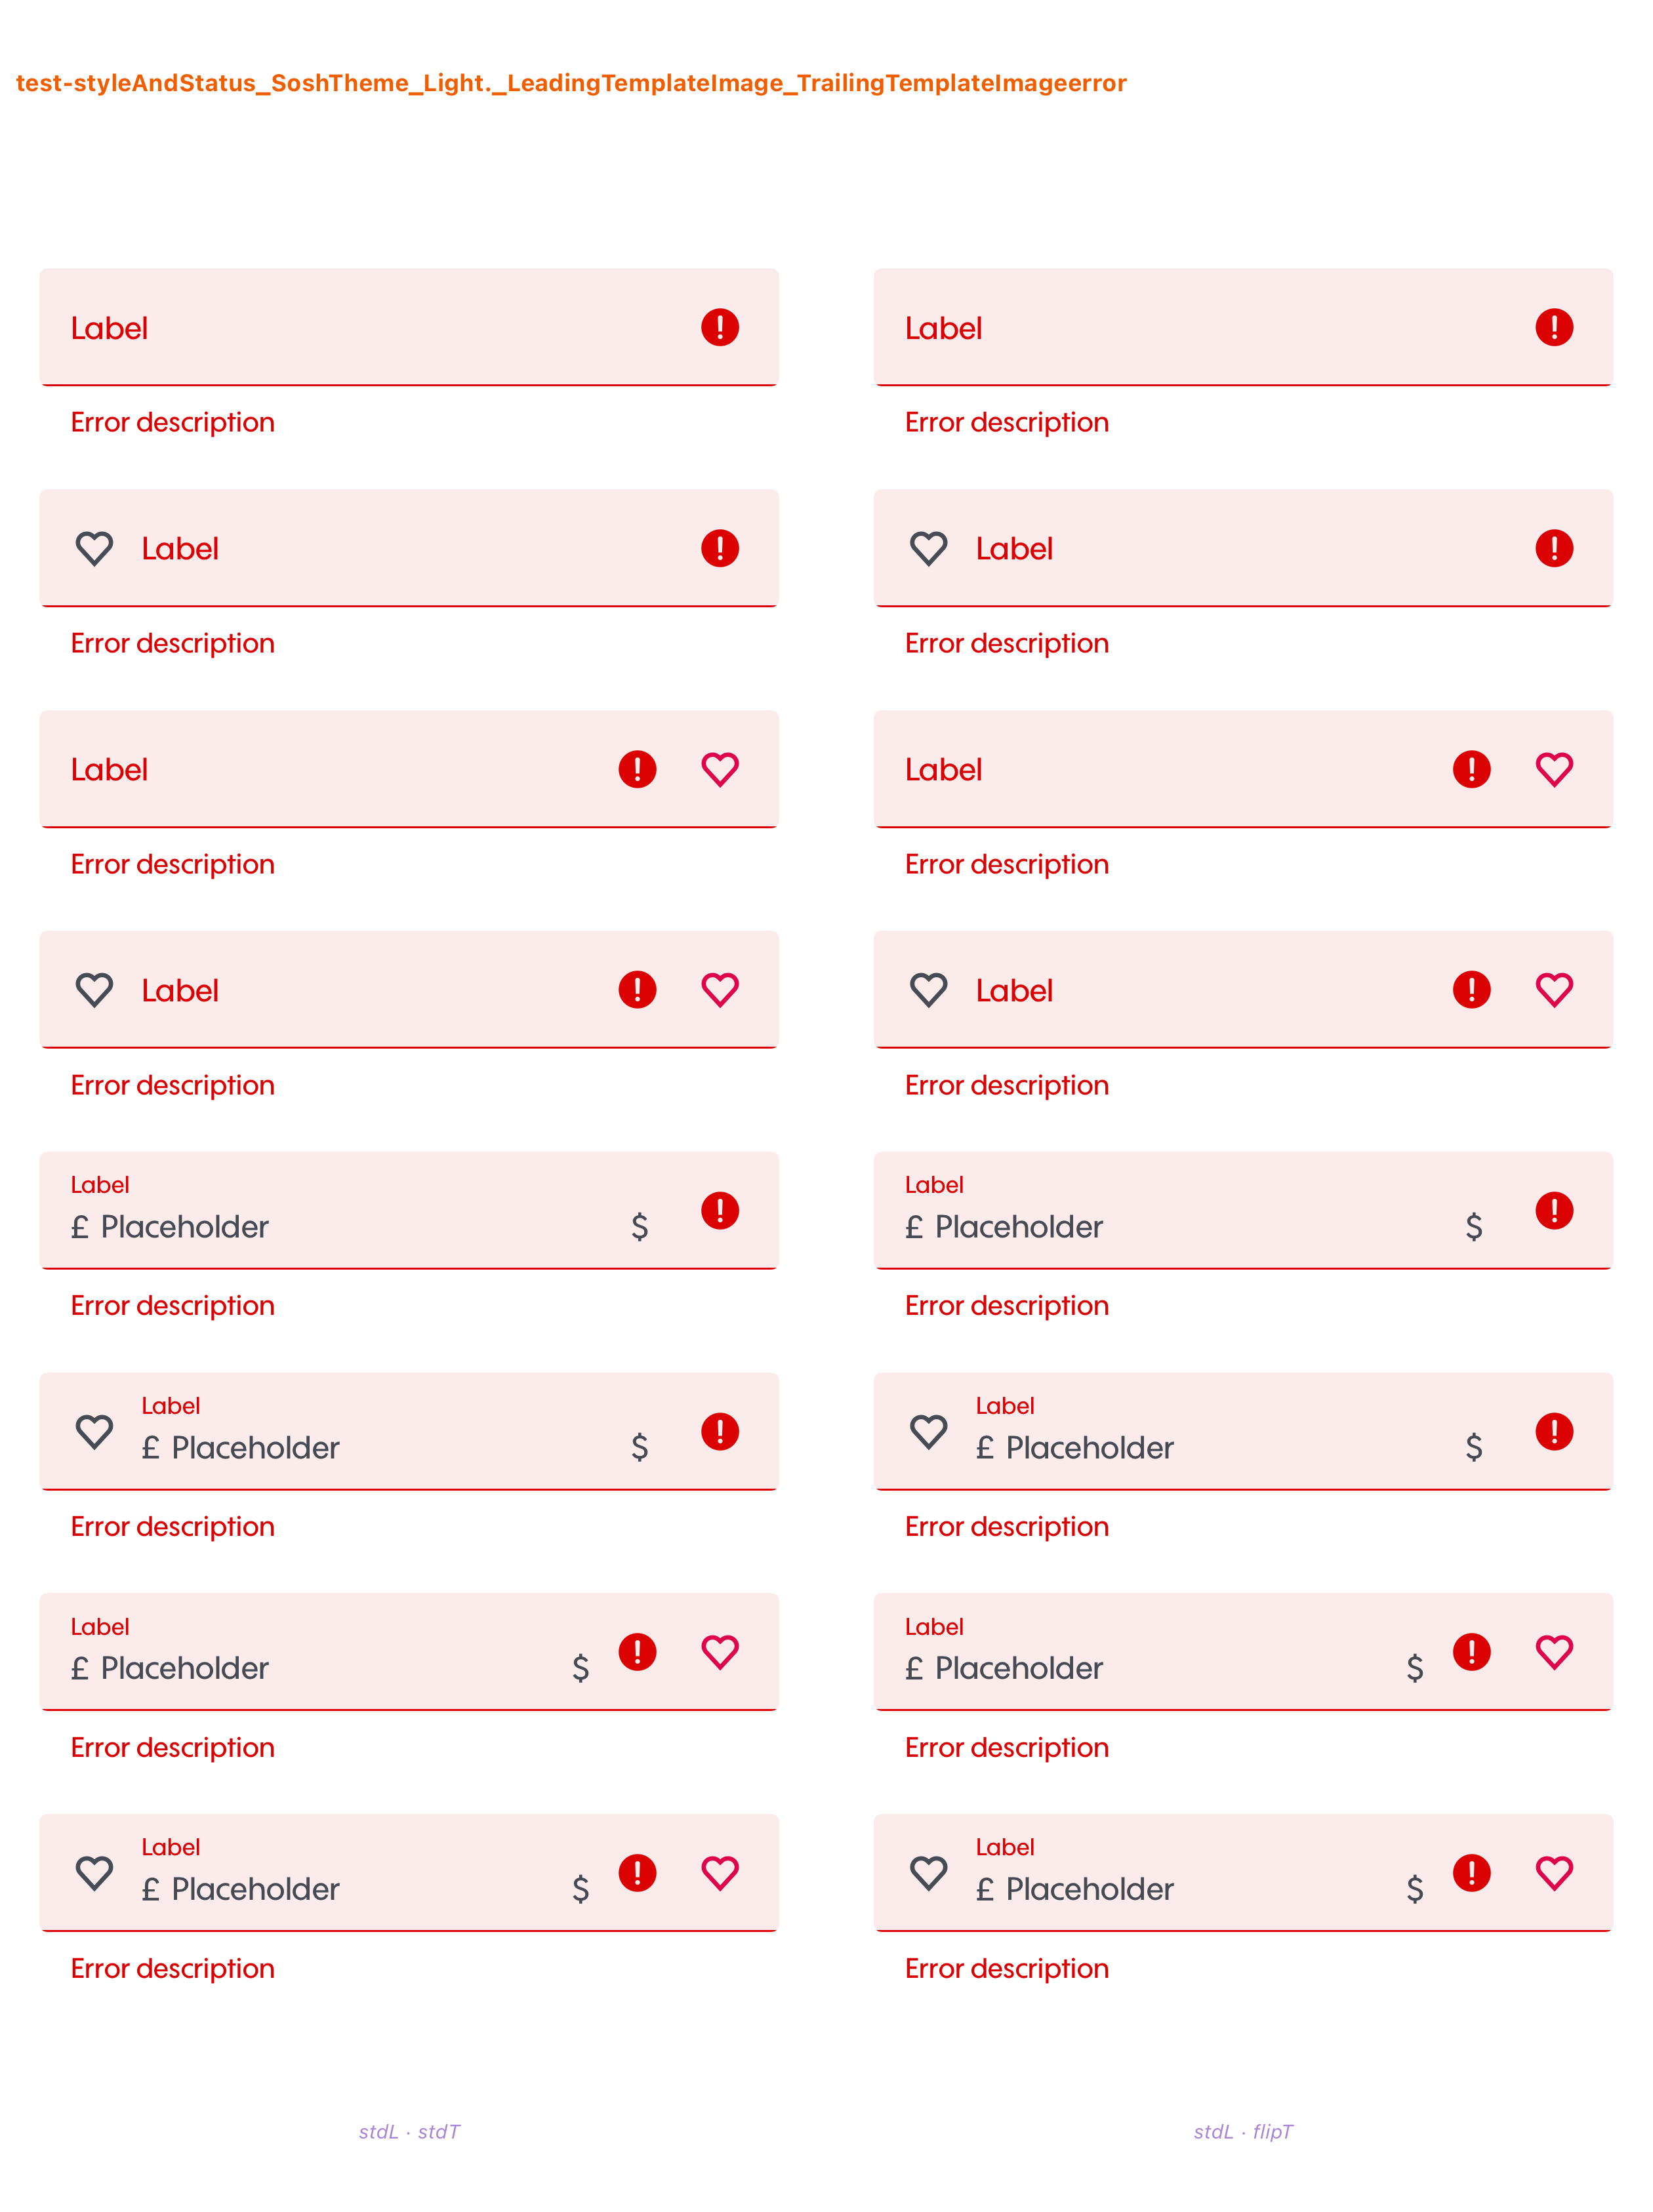 test-styleAndStatus_SoshTheme_Light._LeadingTemplateImage_TrailingTemplateImageerror
Label
Error description
Label
Error description
Label
Error description
Label
Error description
Label
£ Placeholder $
Error description
Label
£ Placeholder $
Error description
Label
£ Placeholder $
Error description
Label
£ Placeholder $
Error description
stdL · stdT
Label
Error description
Label
Error description
Label
Error description
Label
Error description
Label
£ Placeholder $
Error description
Label
£ Placeholder $
Error description
Label
£ Placeholder $
Error description
Label
£ Placeholder $
Error description
stdL · flipT